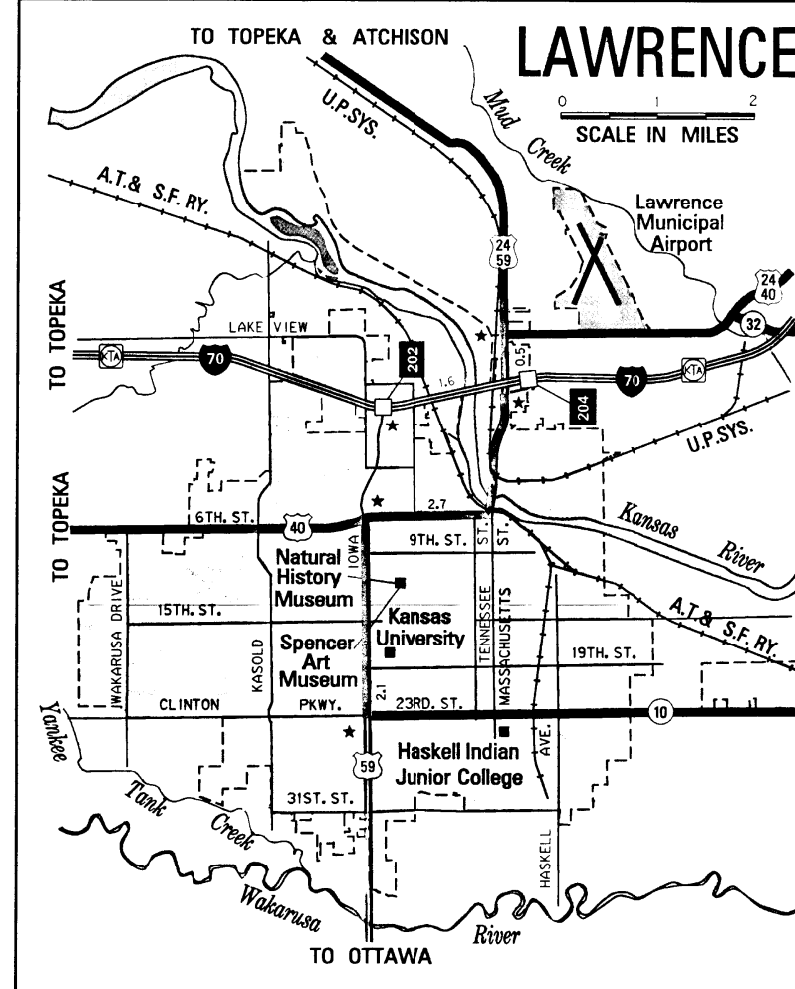 TO TOPEKA & ATCHISON
LAWRENCE
0 1 2
SCALE IN MILES
U.P.SYS.
Mud
Creek
A.T.& S.F. RY.
Lawrence
Municipal
Airport
24
59
24
40
32
TO TOPEKA
LAKE VIEW
KTA
70
202
1.6
0.5
204
70
KTA
U.P.SYS.
TO TOPEKA
6TH. ST.
40
2.7
Kansas
River
IOWA
9TH. ST.
ST.
ST.
Natural
History
Museum
WAKARUSA DRIVE
15TH. ST.
Kansas
University
TENNESSEE
MASSACHUSETTS
A.T.& S.F. RY.
KASOLD
Spencer
Art
Museum
19TH. ST.
CLINTON PKWY.
2.1
23RD. ST.
10
Yankee
Tank
Creek
59
Haskell Indian
Junior College
AVE.
31ST. ST.
HASKELL
Wakarusa
River
TO OTTAWA